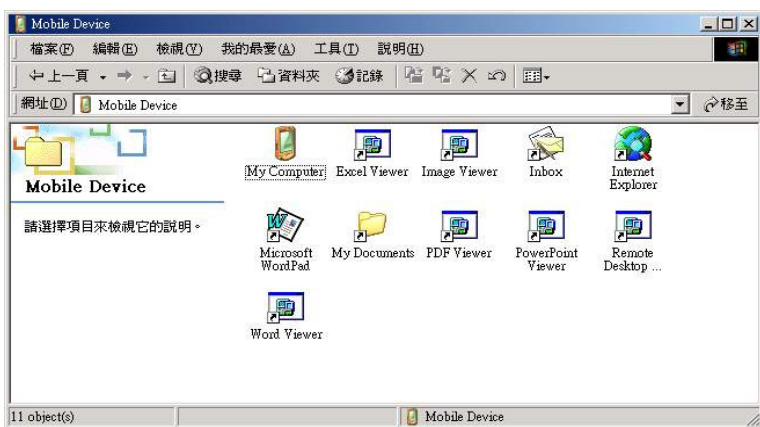 Mobile Device
檔案(F) 編輯(E) 檢視(V) 我的最愛(A) 工具(T) 說明(H)
上一頁 搜尋 資料夾 記錄
網址(D) Mobile Device 移至
Mobile Device
請選擇項目來檢視它的說明。
My Computer Excel Viewer Image Viewer Inbox Internet Explorer
Microsoft WordPad My Documents PDF Viewer PowerPoint Viewer Remote Desktop ...
Word Viewer
11 object(s) Mobile Device